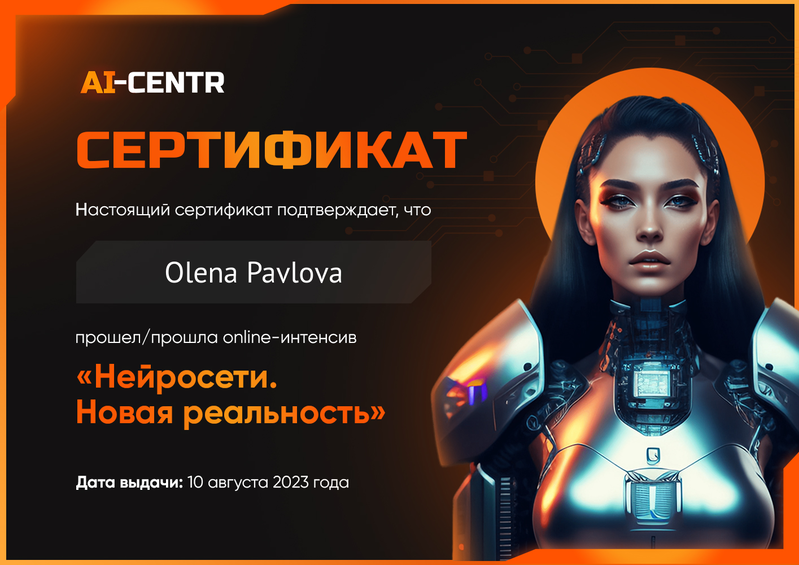 AI-CENTR
СЕРТИФИКАТ
Настоящий сертификат подтверждает, что
Olena Pavlova
прошел/прошла online-интенсив
«Нейросети.
Новая реальность»
Дата выдачи: 10 августа 2023 года